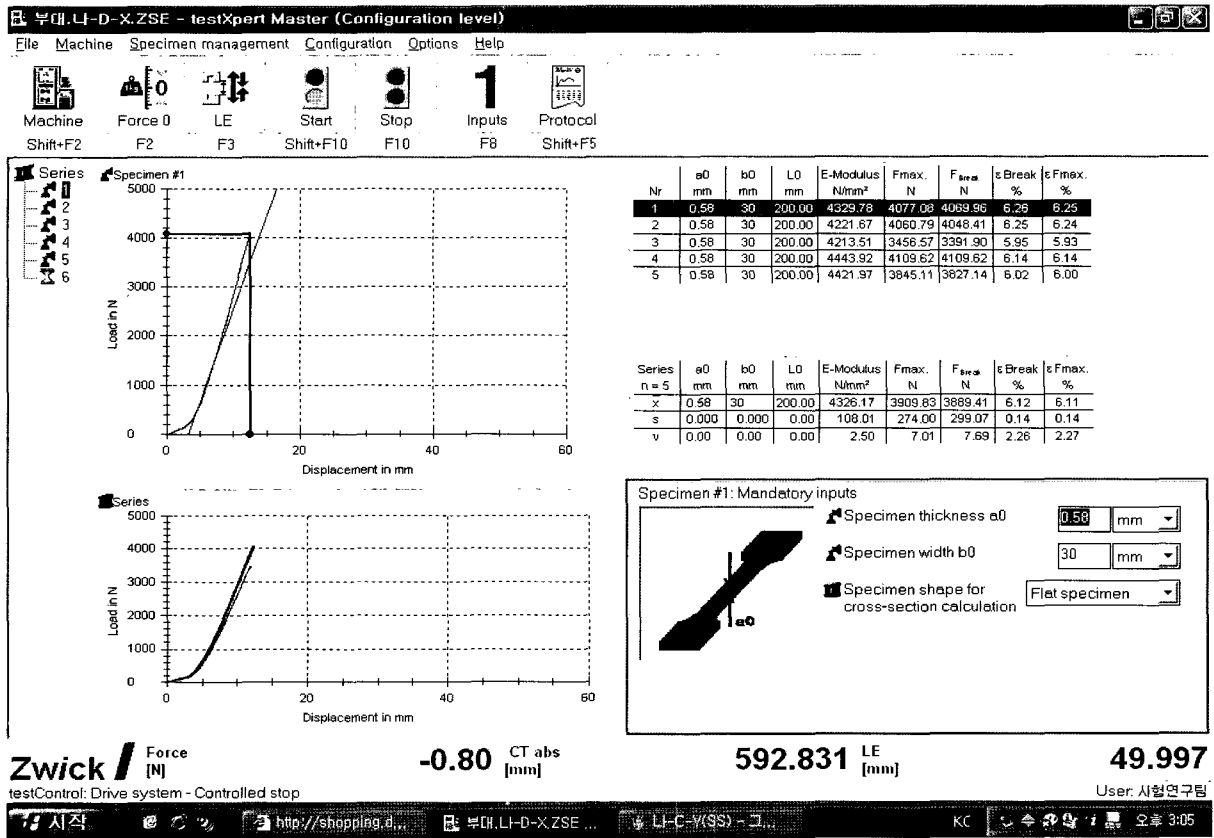 부대.나-D-X.ZSE - testXpert Master (Configuration level)
File Machine Specimen management Configuration Options Help
Machine Force 0 LE Start Stop Inputs Protocol
Shift+F2 F2 F3 Shift+F10 F10 F8 Shift+F5
Series
1
2
3
4
5
6
Specimen #1
5000
4000
3000
2000
1000
0
Load in N
0 20 40 60
Displacement in mm
Nr a0 mm b0 mm L0 mm E-Modulus N/mm² Fmax. N F Break N ε Break % ε Fmax. %
1 0.58 30 200.00 4329.78 4077.08 4069.96 6.26 6.25
2 0.58 30 200.00 4221.67 4060.79 4048.41 6.25 6.24
3 0.58 30 200.00 4213.51 3456.57 3391.90 5.95 5.93
4 0.58 30 200.00 4443.92 4109.62 4109.62 6.14 6.14
5 0.58 30 200.00 4421.97 3845.11 3827.14 6.02 6.00
Series n = 5 a0 mm b0 mm L0 mm E-Modulus N/mm² Fmax. N F Break N ε Break % ε Fmax. %
x̄ 0.58 30 200.00 4326.17 3909.83 3889.41 6.12 6.11
s 0.000 0.000 0.00 108.01 274.00 299.07 0.14 0.14
ν 0.00 0.00 0.00 2.50 7.01 7.69 2.26 2.27
Series
5000
4000
3000
2000
1000
0
Load in N
0 20 40 60
Displacement in mm
Specimen #1: Mandatory inputs
Specimen thickness a0 0.58 mm
Specimen width b0 30 mm
Specimen shape for cross-section calculation Flat specimen
a0
Zwick Force [N] -0.80 CT abs [mm] 592.831 LE [mm] 49.997
testControl: Drive system - Controlled stop User: 시험연구팀
시작 http://shopping.d... 부대.나-D-X.ZSE ... 나-C-Y(SS) - 그... KC 오후 3:05